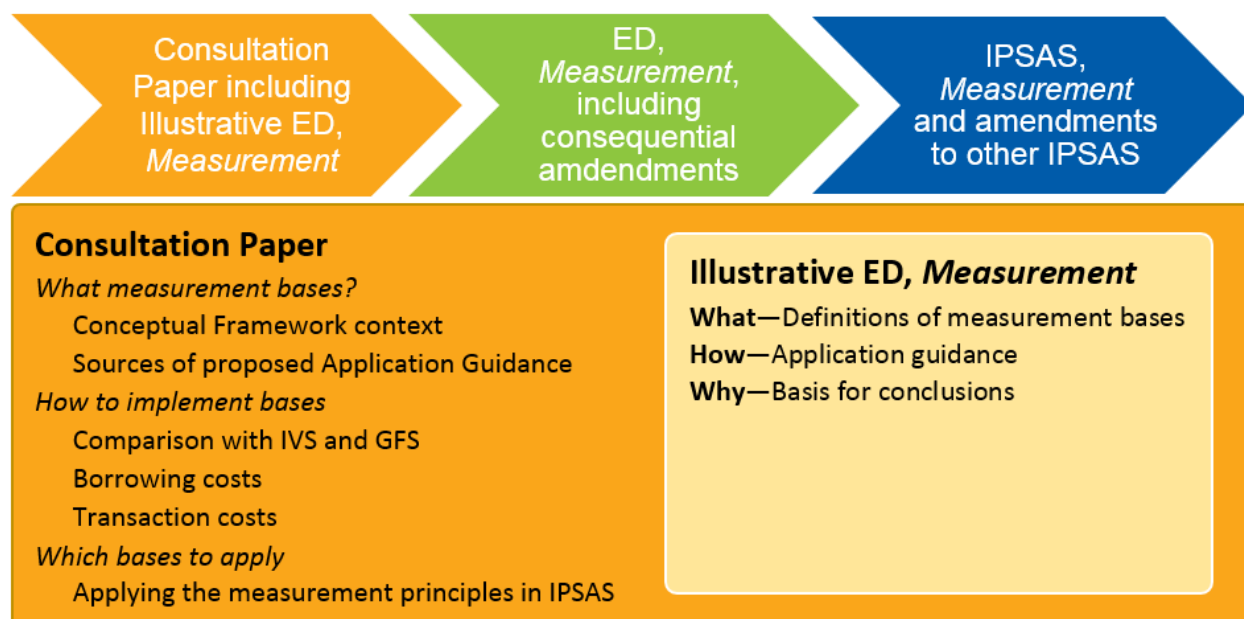 Consultation
Paper including
Illustrative ED,
Measurement
ED,
Measurement,
including
consequential
amdendments
IPSAS,
Measurement
and amendments
to other IPSAS
Consultation Paper
What measurement bases?
Conceptual Framework context
Sources of proposed Application Guidance
How to implement bases
Comparison with IVS and GFS
Borrowing costs
Transaction costs
Which bases to apply
Applying the measurement principles in IPSAS
Illustrative ED, Measurement
What—Definitions of measurement bases
How—Application guidance
Why—Basis for conclusions